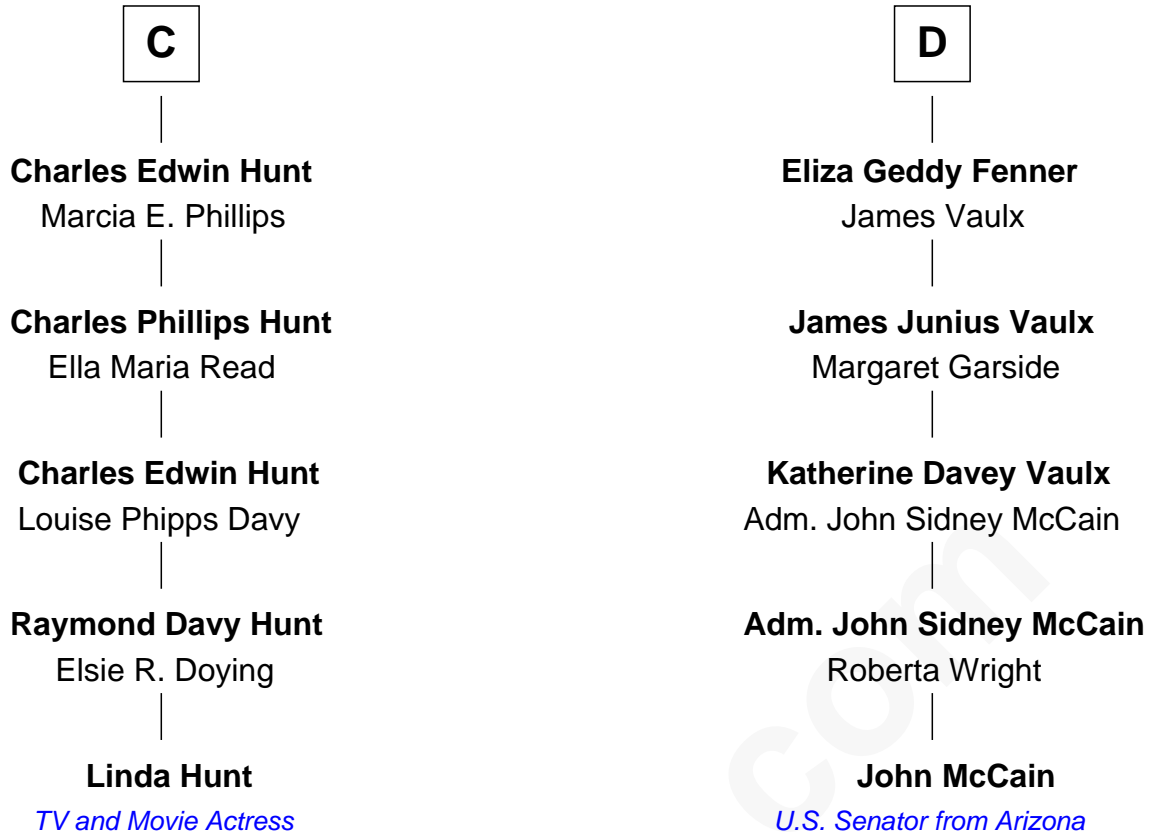 C
Charles Edwin Hunt
Marcia E. Phillips
Charles Phillips Hunt
Ella Maria Read
Charles Edwin Hunt
Louise Phipps Davy
Raymond Davy Hunt
Elsie R. Doying
Linda Hunt
TV and Movie Actress
D
Eliza Geddy Fenner
James Vaulx
James Junius Vaulx
Margaret Garside
Katherine Davey Vaulx
Adm. John Sidney McCain
Adm. John Sidney McCain
Roberta Wright
John McCain
U.S. Senator from Arizona
com